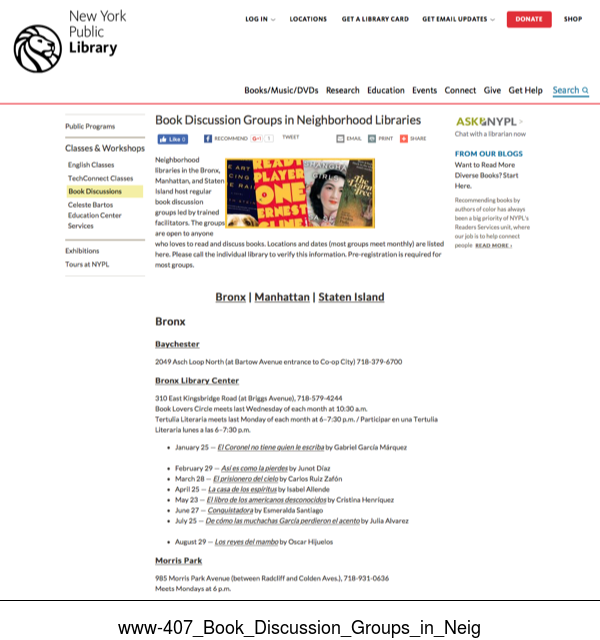 New York
Public
Library
LOG IN
LOCATIONS
GET A LIBRARY CARD
GET EMAIL UPDATES
DONATE
SHOP
Books/Music/DVDs Research Education Events Connect Give Get Help Search
Public Programs
Classes & Workshops
English Classes
TechConnect Classes
Book Discussions
Celeste Bartos
Education Center
Services
Exhibitions
Tours at NYPL
Book Discussion Groups in Neighborhood Libraries
Like 0
RECOMMEND
G+1
1
TWEET
EMAIL
PRINT
SHARE
Neighborhood
libraries in the Bronx,
Manhattan, and Staten
Island host regular
book discussion
groups led by trained
facilitators. The groups
are open to anyone
who loves to read and discuss books. Locations and dates (most groups meet monthly) are listed
here. Please call the individual library to verify this information. Pre-registration is required for
most groups.
READY
PLAYER
ONE
ERNEST
CLINE
Bronx | Manhattan | Staten Island
Bronx
Baychester
2049 Asch Loop North (at Bartow Avenue entrance to Co-op City) 718-379-6700
Bronx Library Center
310 East Kingsbridge Road (at Briggs Avenue), 718-579-4244
Book Lovers Circle meets last Wednesday of each month at 10:30 a.m.
Tertulia Literaria meets last Monday of each month at 6-7:30 p.m. / Participar en una Tertulia
Literaria lunes a las 6-7:30 p.m.
• January 25 — El Coronel no tiene quien le escriba by Gabriel García Márquez
• February 29 — Así es como la pierdes by Junot Díaz
• March 28 — El prisionero del cielo by Carlos Ruiz Zafón
• April 25 — La casa de los espíritus by Isabel Allende
• May 23 — El libro de los americanos desconocidos by Cristina Henríquez
• June 27 — Conquistadora by Esmeralda Santiago
• July 25 — De cómo las muchachas García perdieron el acento by Julia Alvarez
• August 29 — Los reyes del mambo by Oscar Hijuelos
Morris Park
985 Morris Park Avenue (between Radcliff and Colden Aves.), 718-931-0636
Meets Mondays at 6 p.m.
ASK NYPL
Chat with a librarian now
FROM OUR BLOGS
Want to Read More
Diverse Books? Start
Here.
Recommending books by
authors of color has always
been a big priority of NYPL's
Readers Services unit, where
our job is to help connect
people READ MORE ›
www-407_Book_Discussion_Groups_in_Neig